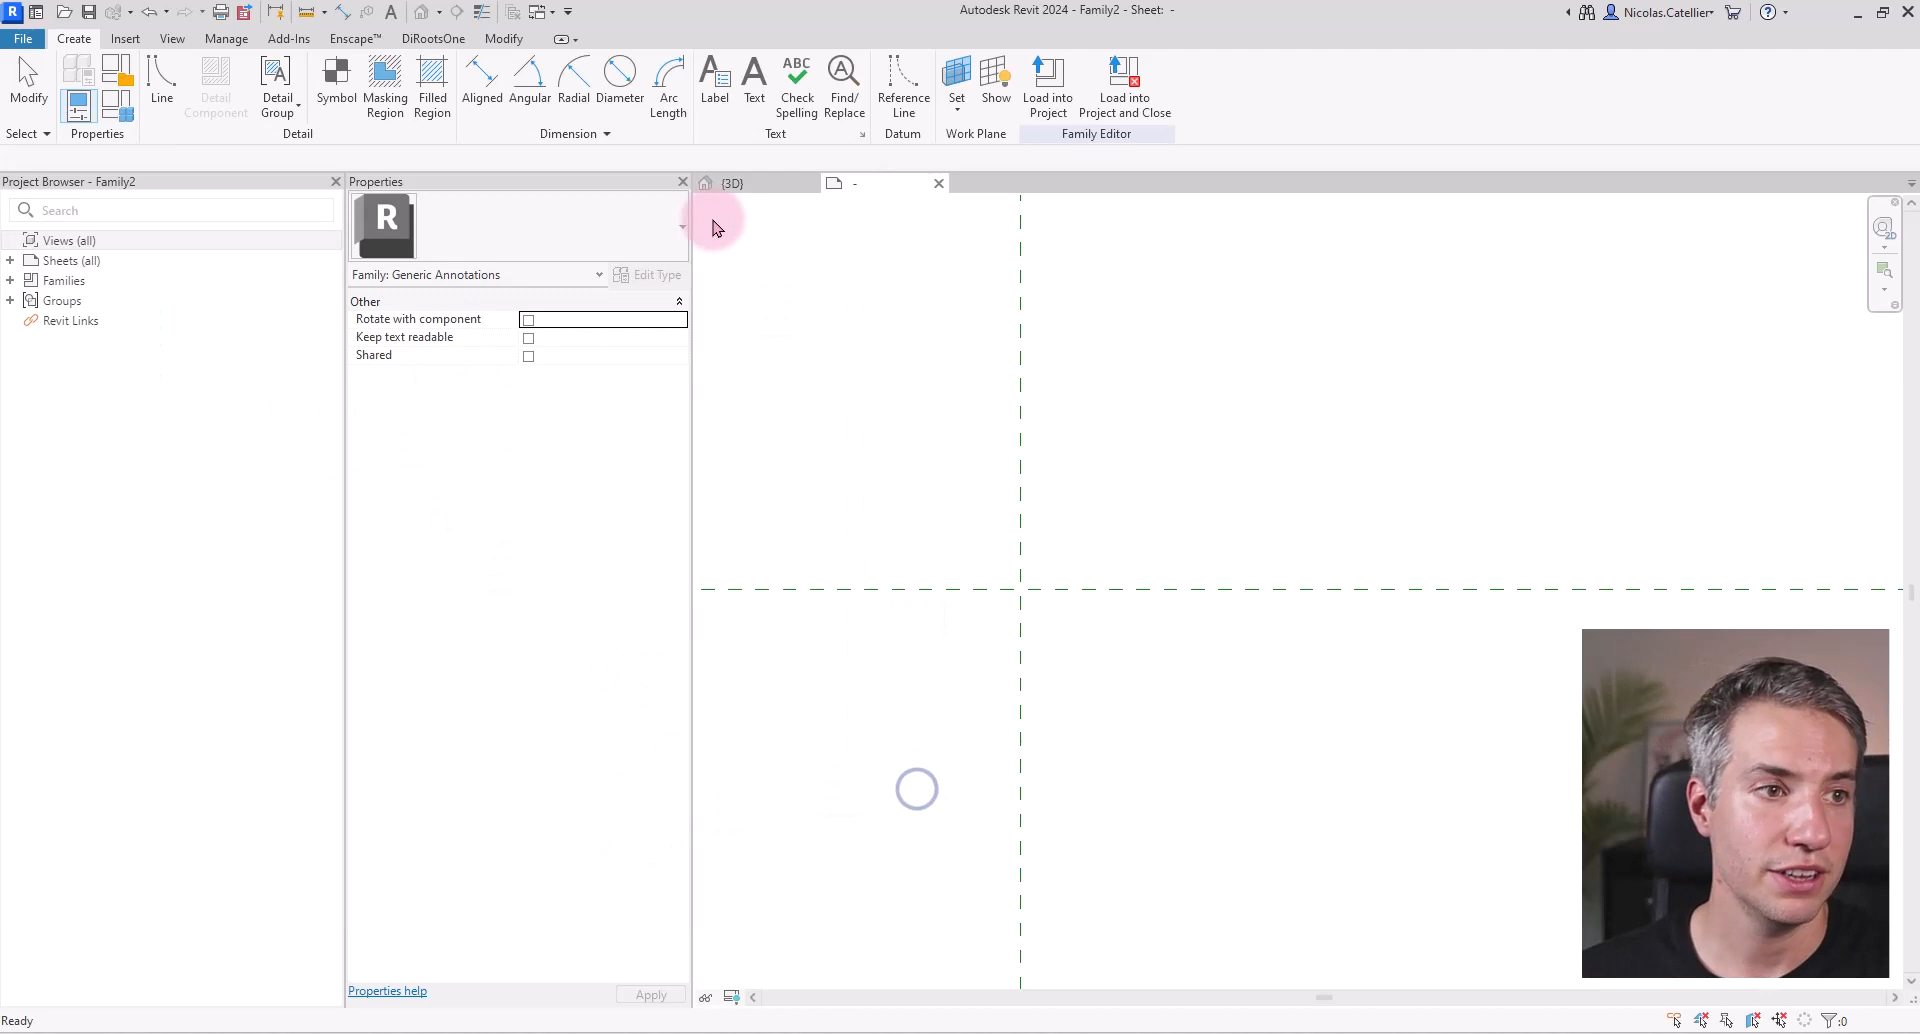 Autodesk Revit 2024 - Family2 - Sheet: -
Nicolas.Catellier
File Create Insert View Manage Add-Ins Enscape™ DiRootsOne Modify
Modify
Line
Detail Component
Detail Group
Symbol
Masking Region
Filled Region
Aligned
Angular
Radial
Diameter
Arc Length
Label
Text
ABC
Check Spelling
Find/ Replace
Reference Line
Set
Show
Load into Project
Load into Project and Close
Select Properties Detail Dimension Text Datum Work Plane Family Editor
Project Browser - Family2
Search
Views (all)
Sheets (all)
Families
Groups
Revit Links
Properties
R
Family: Generic Annotations
Edit Type
Other
Rotate with component
Keep text readable
Shared
Properties help
Apply
{3D}
-
2D
Ready
:0